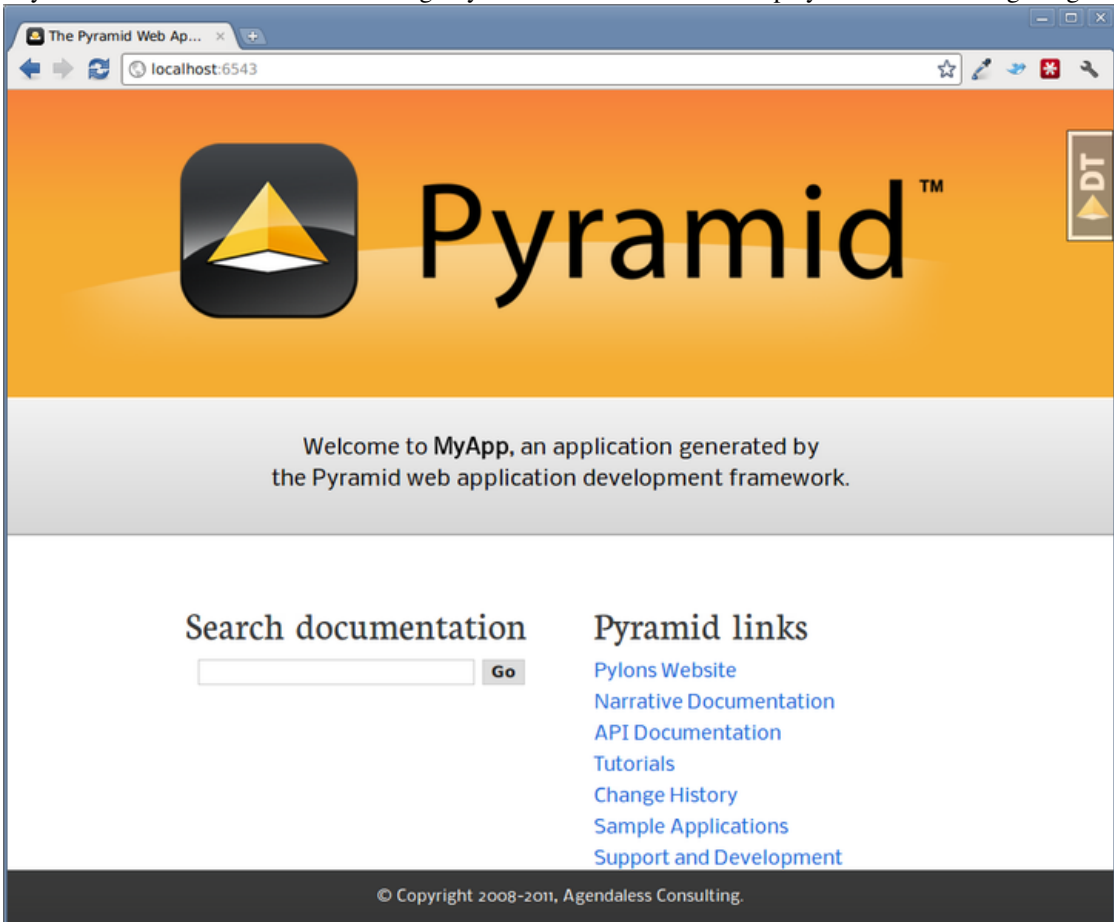 The Pyramid Web Ap...
localhost:6543
DT
Pyramid™
Welcome to MyApp, an application generated by
the Pyramid web application development framework.
Search documentation
Go
Pyramid links
Pylons Website
Narrative Documentation
API Documentation
Tutorials
Change History
Sample Applications
Support and Development
© Copyright 2008-2011, Agendaless Consulting.